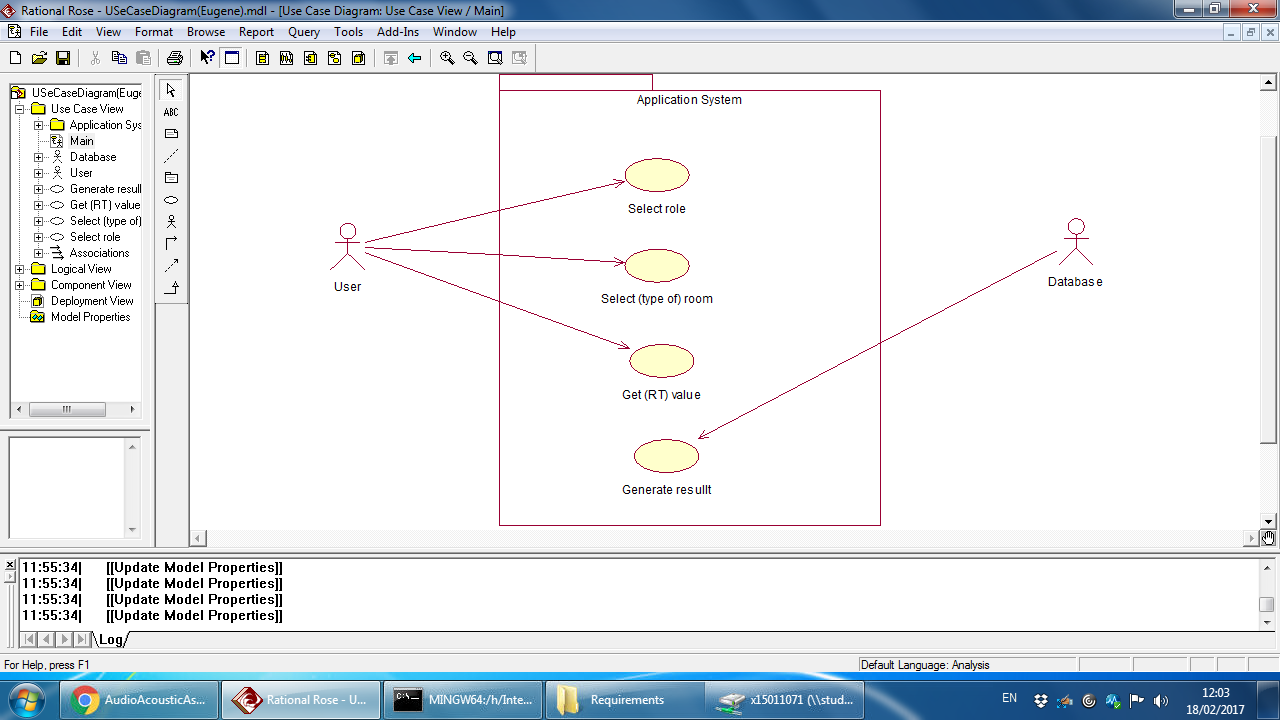 Rational Rose - USeCaseDiagram(Eugene).mdl - [Use Case Diagram: Use Case View / Main]
File Edit View Format Browse Report Query Tools Add-Ins Window Help
USeCaseDiagram(Euge
Use Case View
Application Sys
Main
Database
User
Generate resull
Get (RT) value
Select (type of)
Select role
Associations
Logical View
Component View
Deployment View
Model Properties
ABC
Application System
Select role
User
Select (type of) room
Database
Get (RT) value
Generate resullt
11:55:34| [[Update Model Properties]]
11:55:34| [[Update Model Properties]]
11:55:34| [[Update Model Properties]]
11:55:34| [[Update Model Properties]]
Log
For Help, press F1
Default Language: Analysis
AudioAcousticAs...
Rational Rose - U...
MINGW64:/h/Inte...
Requirements
x15011071 (\\stud...
EN
12:03
18/02/2017